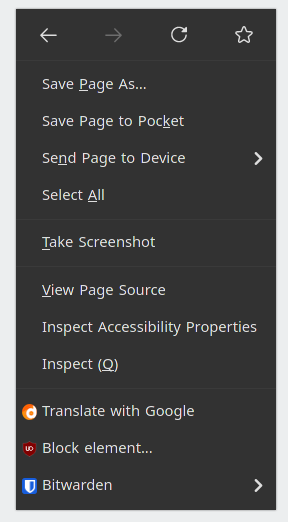 Save Page As...
Save Page to Pocket
Send Page to Device
Select All
Take Screenshot
View Page Source
Inspect Accessibility Properties
Inspect (Q)
Translate with Google
Block element...
Bitwarden